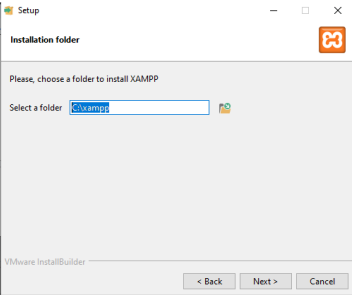 Setup
Installation folder
Please, choose a folder to install XAMPP
Select a folder C:\xampp
VMware InstallBuilder
< Back Next > Cancel